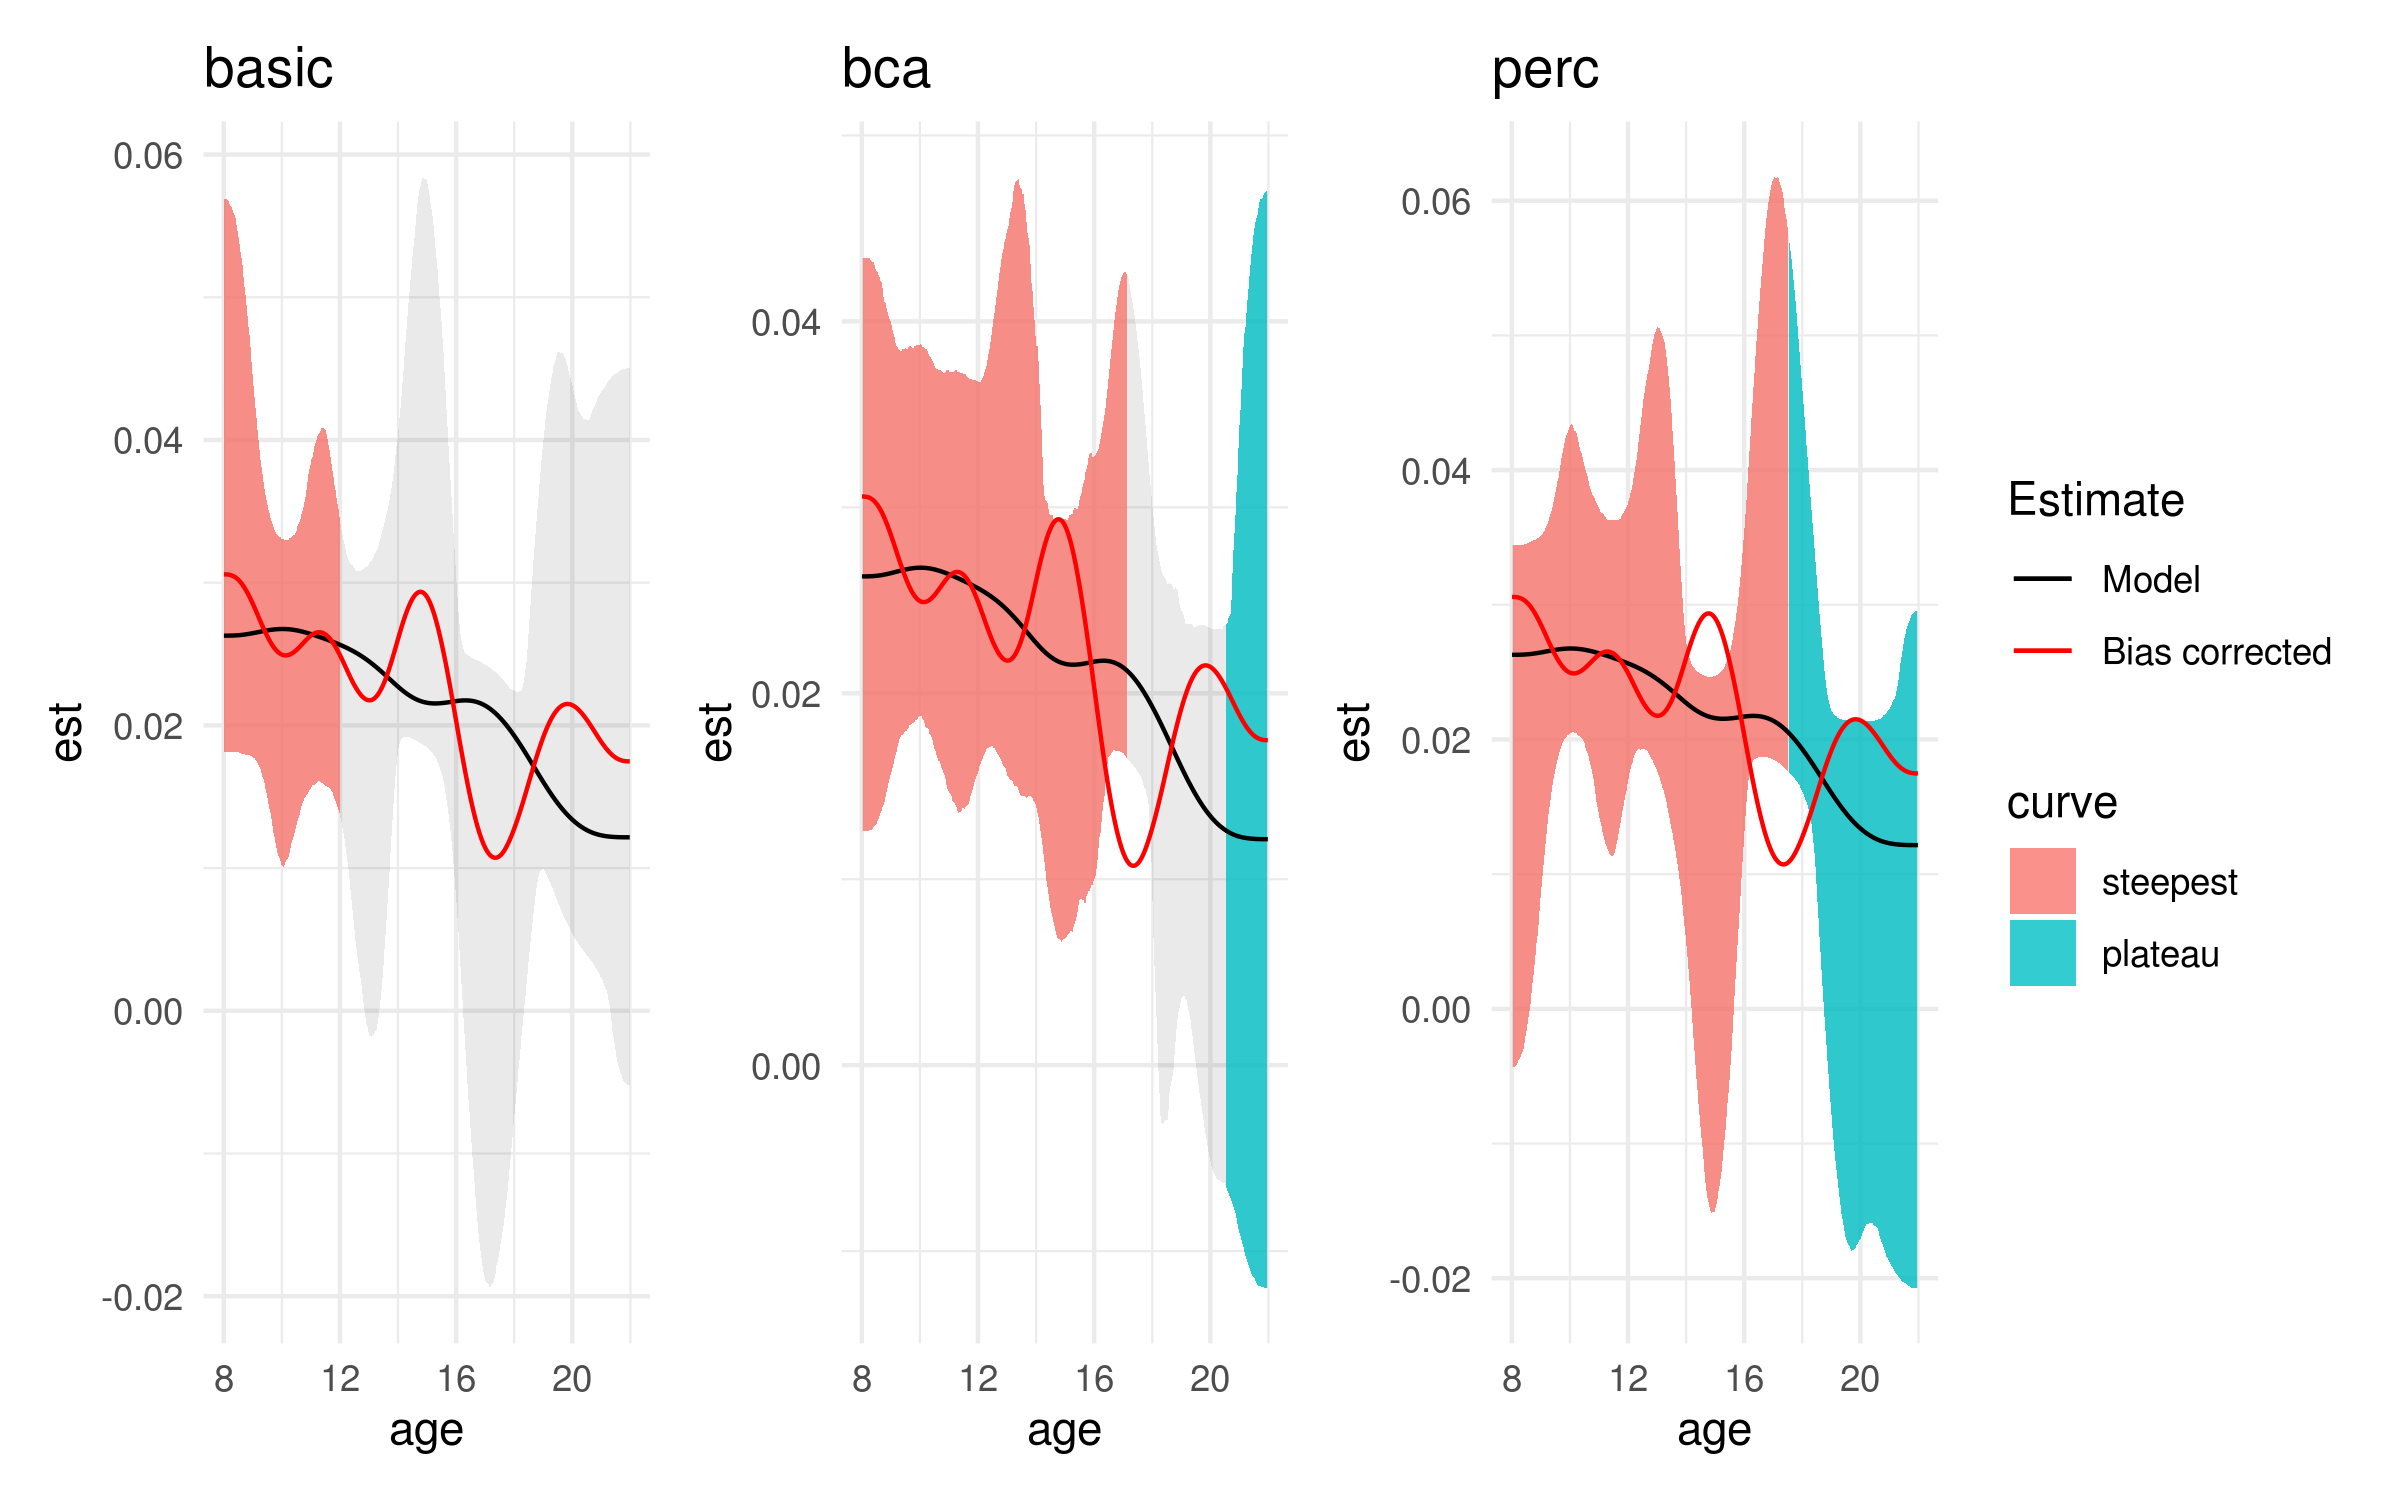 basic
bca
perc
0.06
0.04
0.02
0.00
-0.02
est
8 12 16 20
age
0.04
0.02
0.00
est
8 12 16 20
age
0.06
0.04
0.02
0.00
-0.02
est
8 12 16 20
age
Estimate
Model
Bias corrected
curve
steepest
plateau